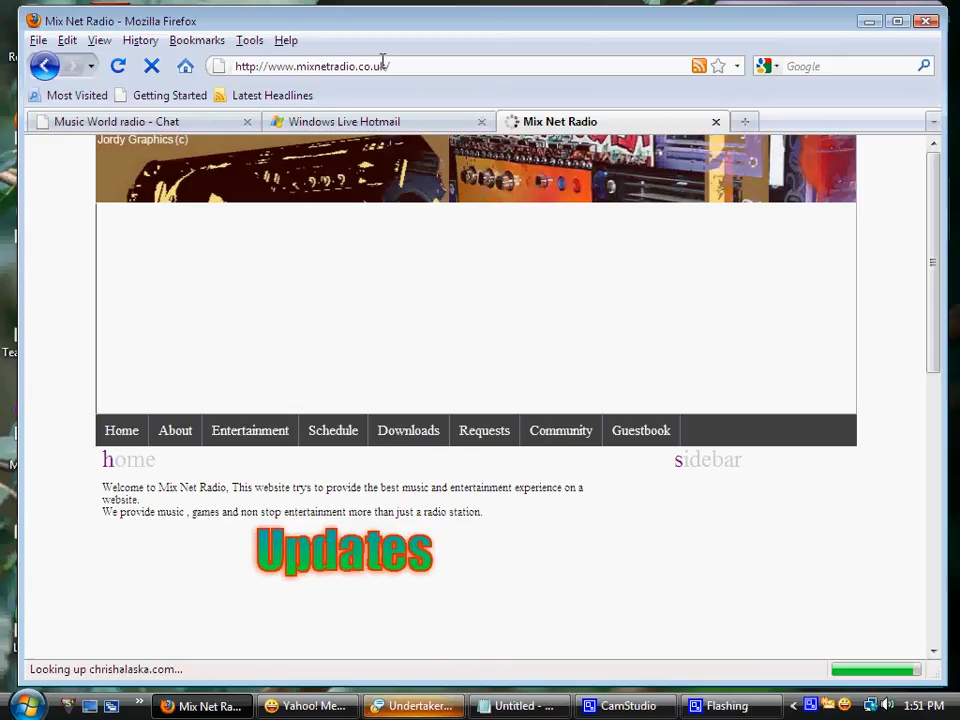 Mix Net Radio - Mozilla Firefox
File Edit View History Bookmarks Tools Help
http://www.mixnetradio.co.uk/
Google
Most Visited Getting Started Latest Headlines
Music World radio - Chat Windows Live Hotmail Mix Net Radio
Jordy Graphics (c)
Home About Entertainment Schedule Downloads Requests Community Guestbook
home sidebar
Welcome to Mix Net Radio, This website trys to provide the best music and entertainment experience on a
website.
We provide music , games and non stop entertainment more than just a radio station.
Updates
Looking up chrishalaska.com...
Mix Net Ra... Yahoo! Me... Undertaker... Untitled - ... CamStudio Flashing 1:51 PM